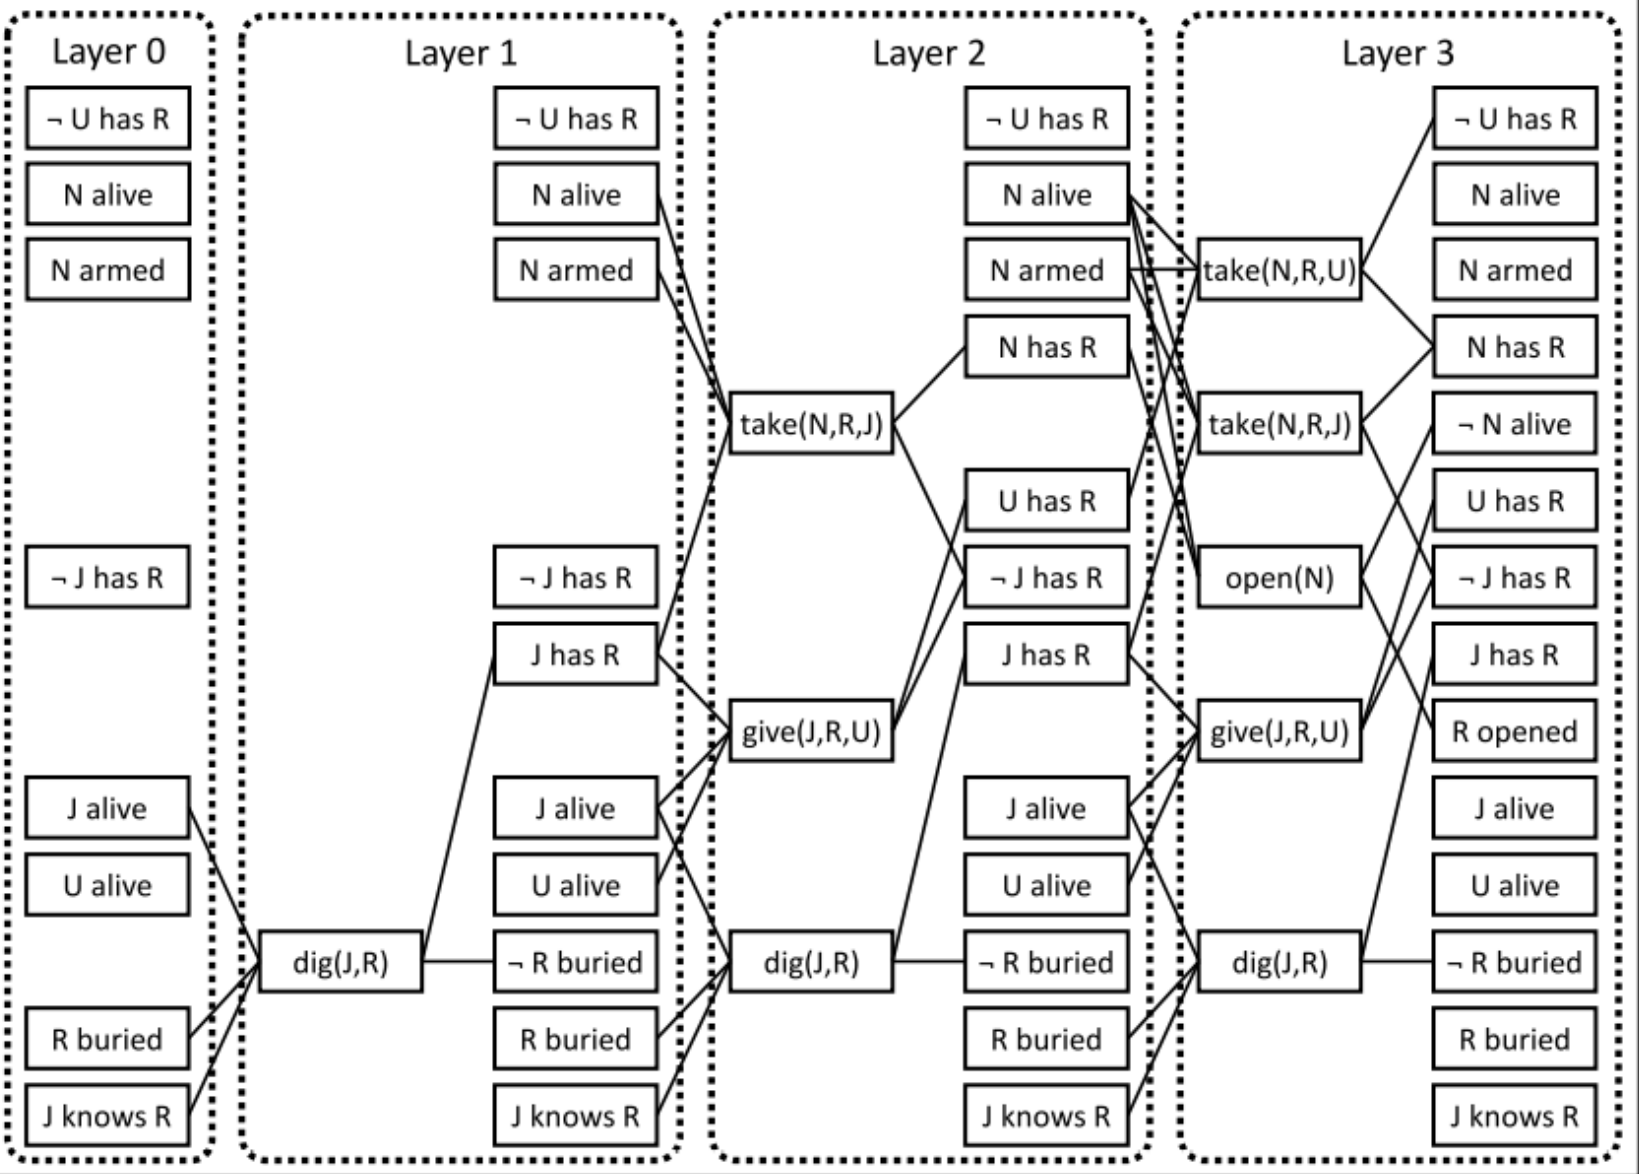 Layer 0
¬ U has R
N alive
N armed
¬ J has R
J alive
U alive
R buried
J knows R
Layer 1
dig(J,R)
¬ U has R
N alive
N armed
¬ J has R
J has R
J alive
U alive
¬ R buried
R buried
J knows R
Layer 2
take(N,R,J)
give(J,R,U)
dig(J,R)
¬ U has R
N alive
N armed
N has R
U has R
¬ J has R
J has R
J alive
U alive
¬ R buried
R buried
J knows R
Layer 3
take(N,R,U)
take(N,R,J)
open(N)
give(J,R,U)
dig(J,R)
¬ U has R
N alive
N armed
N has R
¬ N alive
U has R
¬ J has R
J has R
R opened
J alive
U alive
¬ R buried
R buried
J knows R